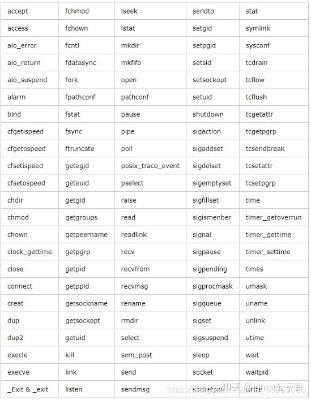 accept fchmod lseek sendto stat
access fchown lstat setgid symlink
aio_error fcntl mkdir setpgid sysconf
aio_return fdatasync mkfifo setsid tcdrain
aio_suspend fork open setsockopt tcflow
alarm fpathconf pathconf setuid tcflush
bind fstat pause shutdown tcgetattr
cfgetispeed fsync pipe sigaction tcgetpgrp
cfgetospeed ftruncate poll sigaddset tcsendbreak
cfsetispeed getegid posix_trace_event sigdelset tcsetattr
cfsetospeed geteuid pselect sigemptyset tcsetpgrp
chdir getgid raise sigfillset time
chmod getgroups read sigismenber timer_getoverrun
chown getpeername readlink signal timer_gettime
clock_gettime getpgrp recv sigpause timer_settime
close getpid recvfrom sigpending times
connect getppid recvmsg sigprocmask umask
creat getsockname rename sigqueue uname
dup getsockopt rmdir sigset unlink
dup2 getuid select sigsuspend utime
execle kill sem_post sleep wait
execve link send socket waitpid
_Exit & _exit listen sendmsg socketpair write